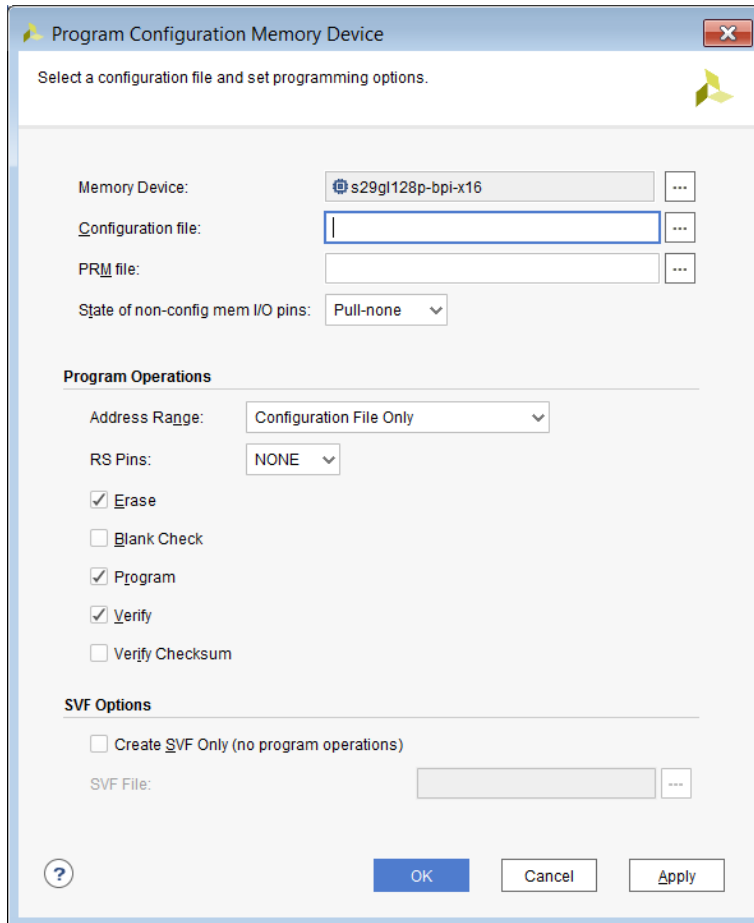 Program Configuration Memory Device
Select a configuration file and set programming options.
Memory Device: s29gl128p-bpi-x16 ...
Configuration file: ...
PRM file: ...
State of non-config mem I/O pins: Pull-none
Program Operations
Address Range: Configuration File Only
RS Pins: NONE
Erase
Blank Check
Program
Verify
Verify Checksum
SVF Options
Create SVF Only (no program operations)
SVF File: ...
? OK Cancel Apply